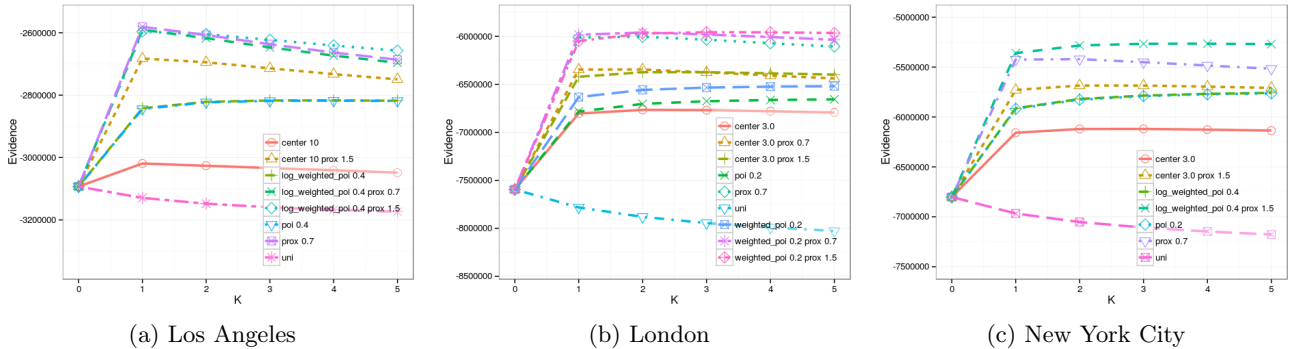 -2600000
-2800000
-3000000
-3200000
Evidence
0 1 2 3 4 5
K
center 10
center 10 prox 1.5
log_weighted_poi 0.4
log_weighted_poi 0.4 prox 0.7
log_weighted_poi 0.4 prox 1.5
poi 0.4
prox 0.7
uni
(a) Los Angeles
-6000000
-6500000
-7000000
-7500000
-8000000
-8500000
Evidence
0 1 2 3 4 5
K
center 3.0
center 3.0 prox 0.7
center 3.0 prox 1.5
poi 0.2
prox 0.7
uni
weighted_poi 0.2
weighted_poi 0.2 prox 0.7
weighted_poi 0.2 prox 1.5
(b) London
-5000000
-5500000
-6000000
-6500000
-7000000
-7500000
Evidence
0 1 2 3 4 5
K
center 3.0
center 3.0 prox 1.5
log_weighted_poi 0.4
log_weighted_poi 0.4 prox 1.5
poi 0.2
prox 0.7
uni
(c) New York City